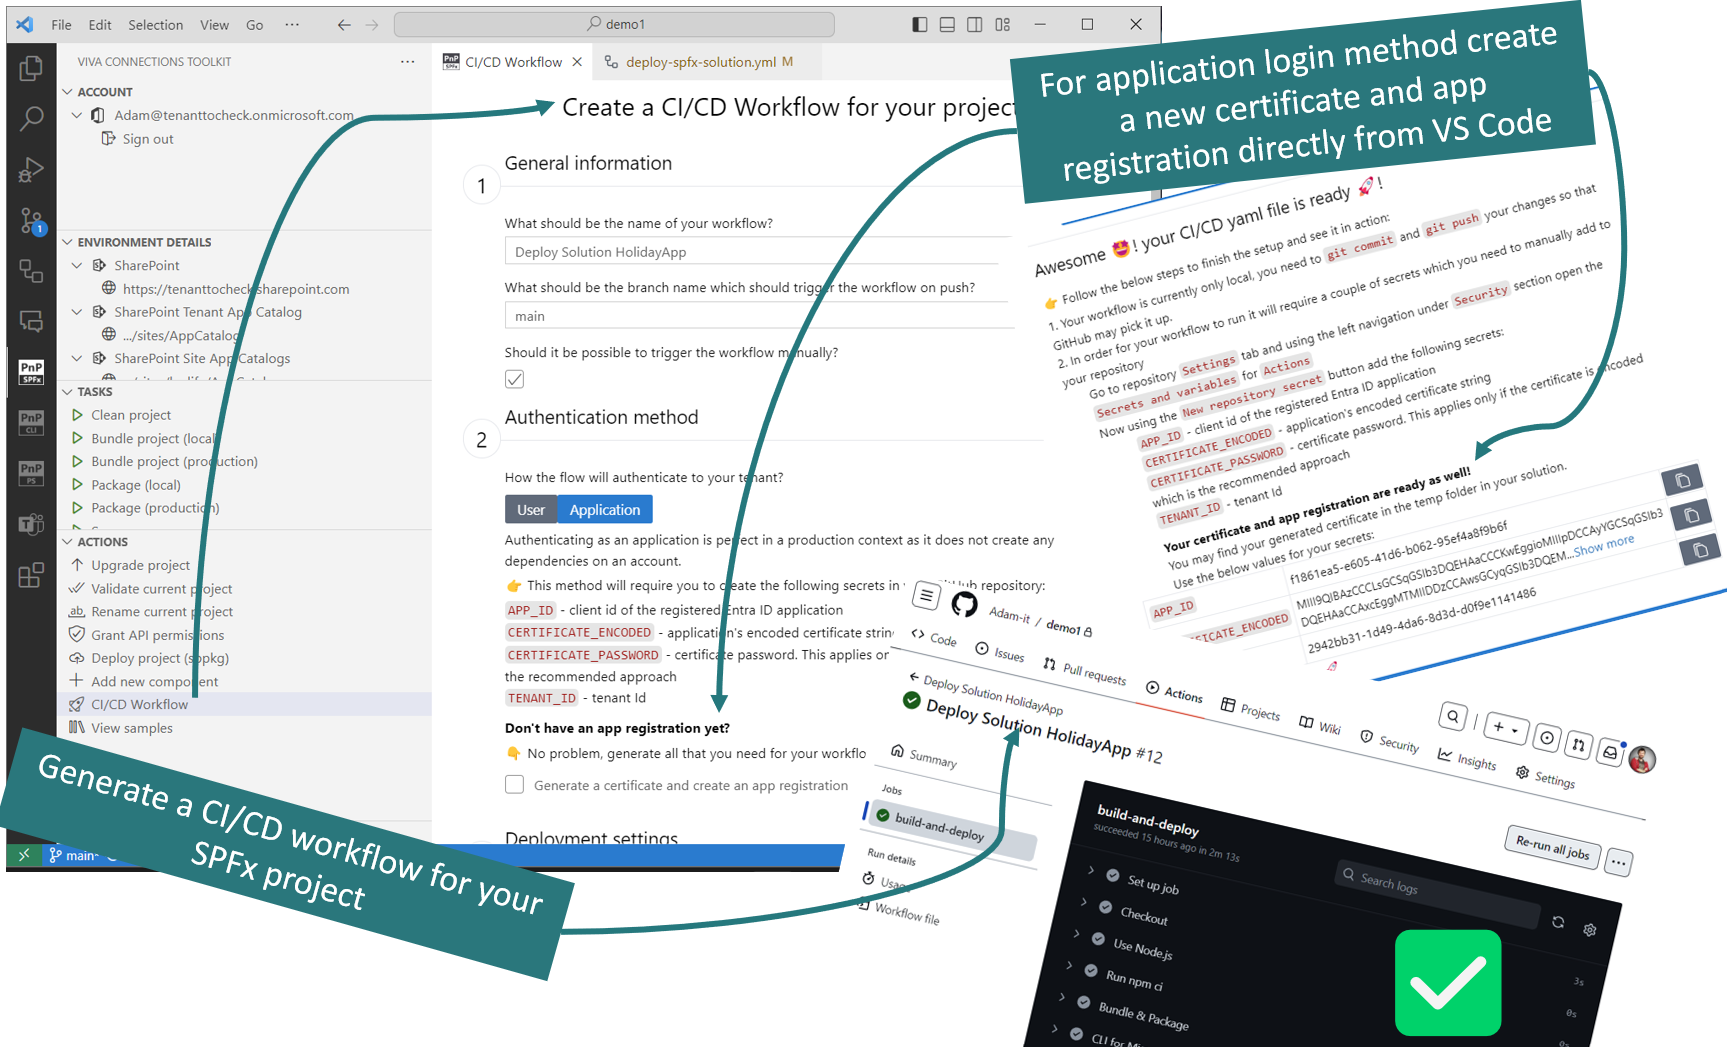 File Edit Selection View Go ···
demo1
VIVA CONNECTIONS TOOLKIT
ACCOUNT
Adam@tenanttocheck.onmicrosoft.com
Sign out
ENVIRONMENT DETAILS
SharePoint
https://tenanttocheck.sharepoint.com
SharePoint Tenant App Catalog
.../sites/AppCatalog
SharePoint Site App Catalogs
TASKS
Clean project
Bundle project (local)
Bundle project (production)
Package (local)
Package (production)
ACTIONS
Upgrade project
Validate current project
Rename current project
Grant API permissions
Deploy project (sppkg)
Add new component
CI/CD Workflow
View samples
PnP
SPFx
PnP
CLI
PnP
PS
1
main*
CI/CD Workflow
deploy-spfx-solution.yml M
Create a CI/CD Workflow for your project
1
General information
What should be the name of your workflow?
Deploy Solution HolidayApp
What should be the branch name which should trigger the workflow on push?
main
Should it be possible to trigger the workflow manually?
2
Authentication method
How the flow will authenticate to your tenant?
User Application
Authenticating as an application is perfect in a production context as it does not create any
dependencies on an account.
👉 This method will require you to create the following secrets in repository:
APP_ID - client id of the registered Entra ID application
CERTIFICATE_ENCODED - application's encoded certificate string
CERTIFICATE_PASSWORD - certificate password. This applies on
the recommended approach
TENANT_ID - tenant Id
Don't have an app registration yet?
👇 No problem, generate all that you need for your workflo
Generate a certificate and create an app registration
Deployment settings
Generate a CI/CD workflow for your
SPFx project
For application login method create
a new certificate and app
registration directly from VS Code
Awesome 🤩! your CI/CD yaml file is ready 🚀!
👉 Follow the below steps to finish the setup and see it in action:
1. Your workflow is currently only local, you need to git commit and git push your changes so that
GitHub may pick it up.
2. In order for your workflow to run it will require a couple of secrets which you need to manually add to
your repository
Go to repository Settings tab and using the left navigation under Security section open the
Secrets and variables for Actions
Now using the New repository secret button add the following secrets:
APP_ID - client id of the registered Entra ID application
CERTIFICATE_ENCODED - application's encoded certificate string
CERTIFICATE_PASSWORD - certificate password. This applies only if the certificate is encoded
which is the recommended approach
TENANT_ID - tenant Id
Your certificate and app registration are ready as well!
You may find your generated certificate in the temp folder in your solution.
Use the below values for your secrets:
APP_ID f1861ea5-e605-41d6-b062-95ef4a8f9b6f
MIII9QIBAzCCCLsGCSqGSIb3DQEHAaCCCKwEggioMIIIpDCCAyYGCSqGSIb3
DQEHAaCCAxcEggMTMIIDDzCCAwsGCyqGSIb3DQEM...Show more
2942bb31-1d49-4da6-8d3d-d0f9e1141486
Adam-it / demo1
Code Issues Pull requests Actions Projects Wiki Security Insights Settings
← Deploy Solution HolidayApp
Deploy Solution HolidayApp #12
Summary
Jobs
build-and-deploy
Run details
Usage
Workflow file
Re-run all jobs ···
build-and-deploy
succeeded 15 hours ago in 2m 13s
Search logs
Set up job
3s
Checkout
0s
Use Node.js
0s
Run npm ci
Bundle & Package